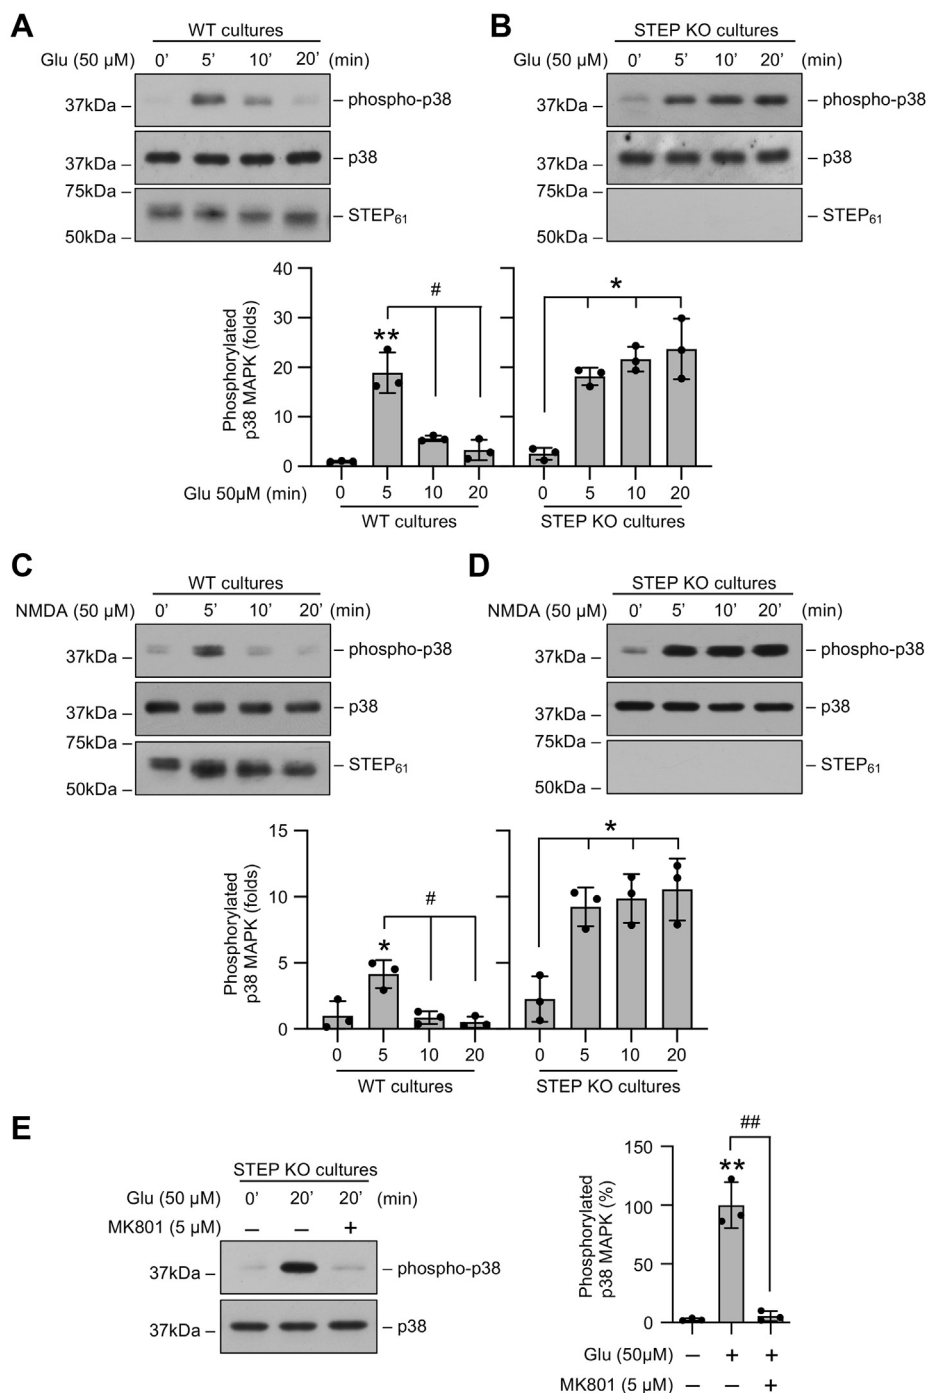 A
WT cultures
Glu (50 µM) 0’ 5’ 10’ 20’ (min)
37kDa – – phospho-p38
37kDa – – p38
75kDa –
– STEP61
50kDa –
B
STEP KO cultures
Glu (50 µM) 0’ 5’ 10’ 20’ (min)
37kDa – – phospho-p38
37kDa – – p38
75kDa –
– STEP61
50kDa –
Phosphorylated
p38 MAPK (folds)
40
30
20
10
0
**
#
*
Glu 50µM (min) 0 5 10 20 0 5 10 20
WT cultures STEP KO cultures
C
WT cultures
NMDA (50 µM) 0’ 5’ 10’ 20’ (min)
37kDa – – phospho-p38
37kDa – – p38
75kDa –
– STEP61
50kDa –
D
STEP KO cultures
NMDA (50 µM) 0’ 5’ 10’ 20’ (min)
37kDa – – phospho-p38
37kDa – – p38
75kDa –
– STEP61
50kDa –
Phosphorylated
p38 MAPK (folds)
15
10
5
0
*
#
*
0 5 10 20 0 5 10 20
WT cultures STEP KO cultures
E
STEP KO cultures
Glu (50 µM) 0’ 20’ 20’ (min)
MK801 (5 µM) – – +
37kDa – – phospho-p38
37kDa – – p38
Phosphorylated
p38 MAPK (%)
150
100
50
0
**
##
Glu (50µM) – + +
MK801 (5 µM) – – +